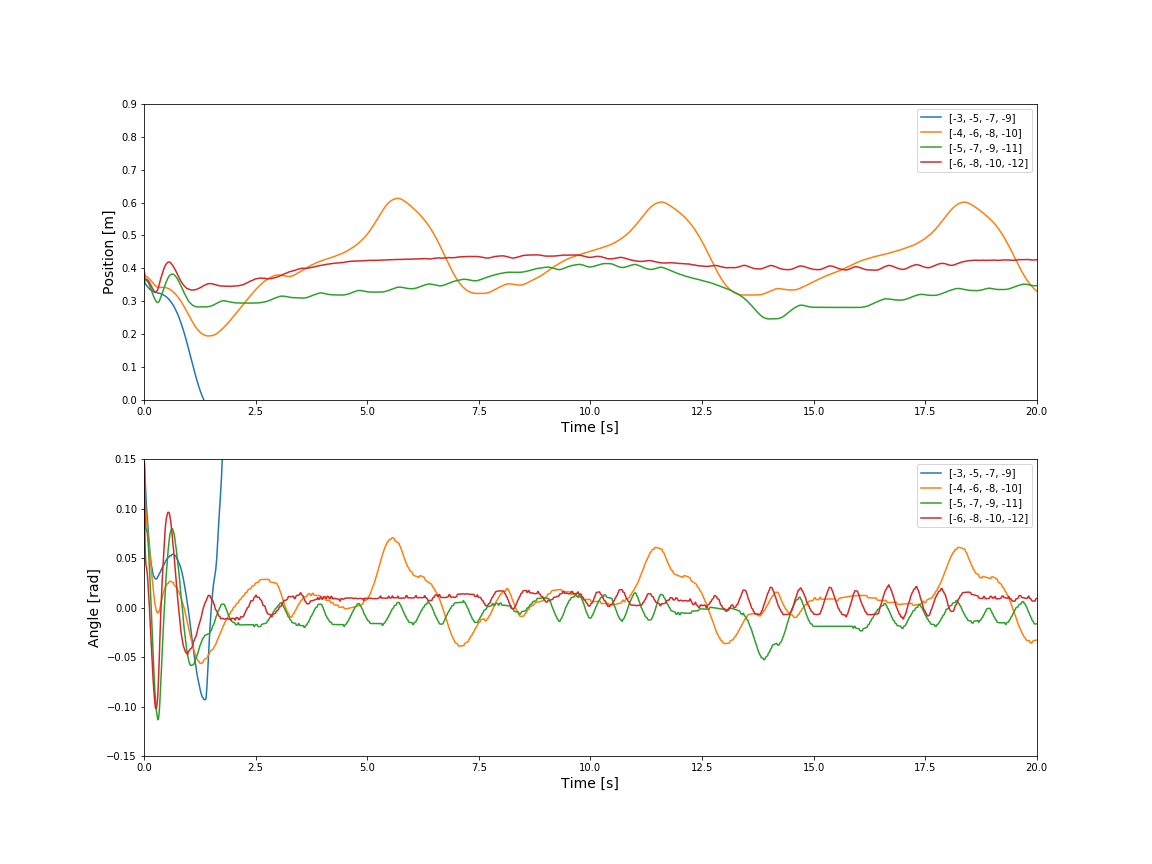 0.9
0.8
0.7
0.6
0.5
0.4
0.3
0.2
0.1
0.0
Position [m]
[-3, -5, -7, -9]
[-4, -6, -8, -10]
[-5, -7, -9, -11]
[-6, -8, -10, -12]
0.0 2.5 5.0 7.5 10.0 12.5 15.0 17.5 20.0
Time [s]
0.15
0.10
0.05
0.00
−0.05
−0.10
−0.15
Angle [rad]
[-3, -5, -7, -9]
[-4, -6, -8, -10]
[-5, -7, -9, -11]
[-6, -8, -10, -12]
0.0 2.5 5.0 7.5 10.0 12.5 15.0 17.5 20.0
Time [s]